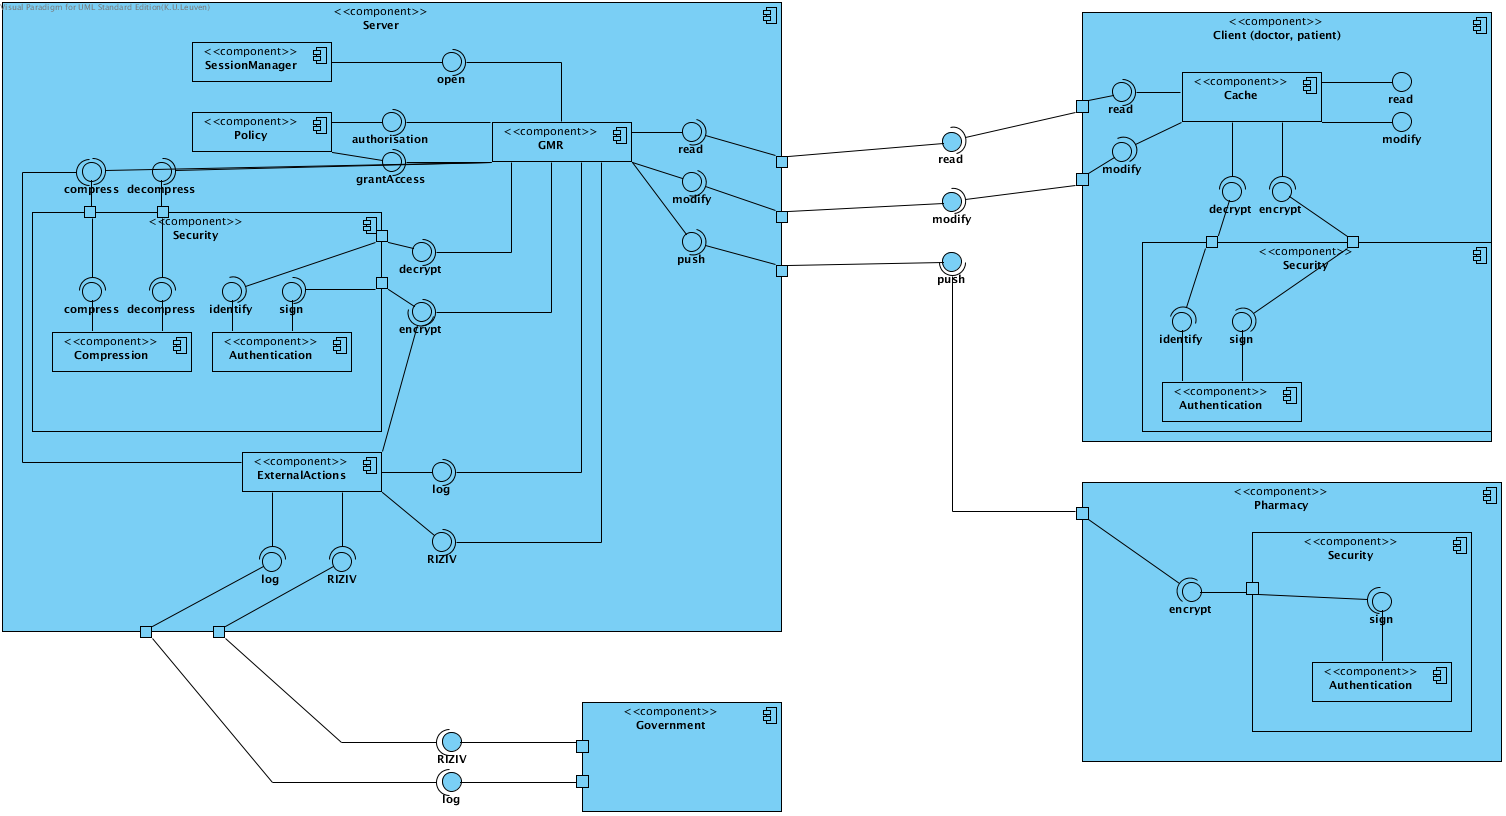 Visual Paradigm for UML Standard Edition(K.U.Leuven)
<<component>>
Server
<<component>>
SessionManager
open
<<component>>
Policy
authorisation
grantAccess
<<component>>
GMR
read
modify
push
compress
decompress
<<component>>
Security
decrypt
encrypt
compress
decompress
identify
sign
<<component>>
Compression
<<component>>
Authentication
<<component>>
ExternalActions
log
RIZIV
log
RIZIV
read
modify
push
<<component>>
Client (doctor, patient)
<<component>>
Cache
read
modify
read
modify
decrypt
encrypt
<<component>>
Security
identify
sign
<<component>>
Authentication
<<component>>
Pharmacy
<<component>>
Security
encrypt
sign
<<component>>
Authentication
<<component>>
Government
RIZIV
log